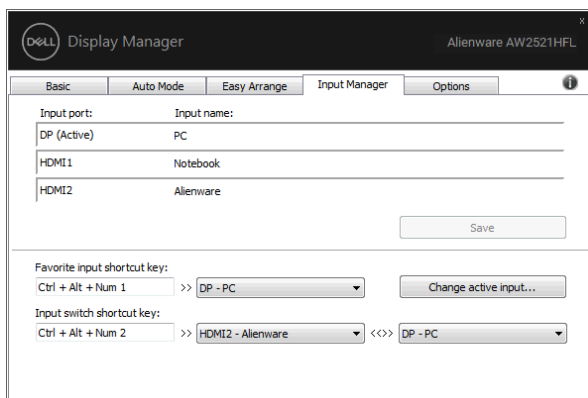 x
DELL Display Manager Alienware AW2521HFL
Basic Auto Mode Easy Arrange Input Manager Options i
Input port: Input name:
DP (Active) PC
HDMI1 Notebook
HDMI2 Alienware
Save
Favorite input shortcut key:
Ctrl + Alt + Num 1 >> DP - PC Change active input...
Input switch shortcut key:
Ctrl + Alt + Num 2 >> HDMI2 - Alienware <<>> DP - PC